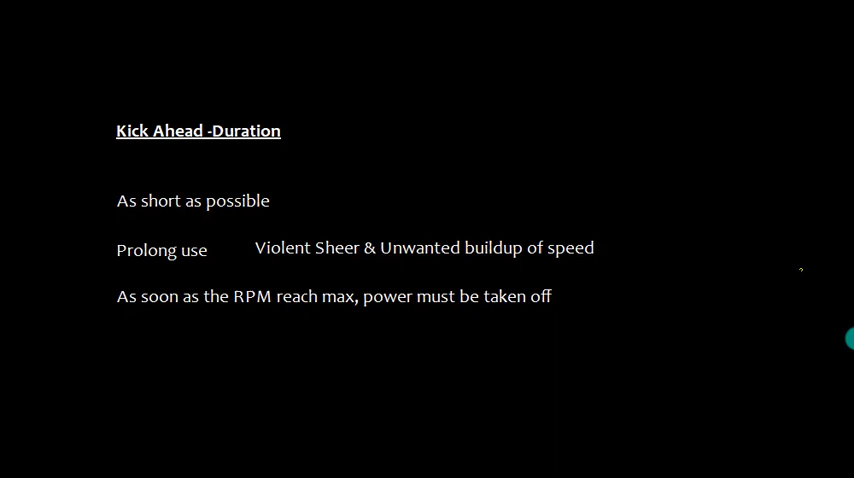 Kick Ahead -Duration
As short as possible
Prolong use Violent Sheer & Unwanted buildup of speed
As soon as the RPM reach max, power must be taken off